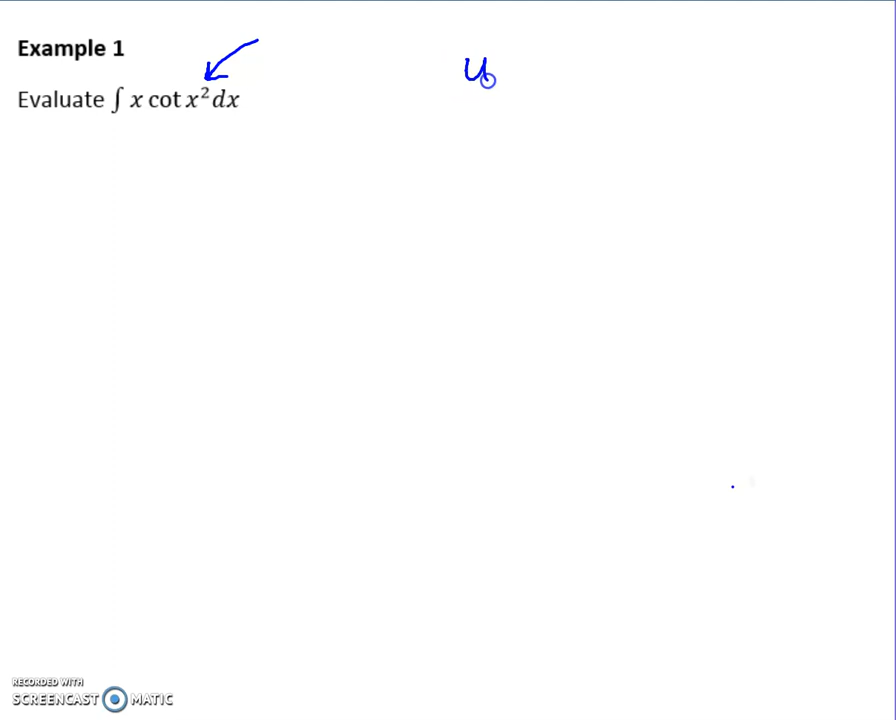 Example 1
u
Evaluate ∫ x cot x² dx
RECORDED WITH
SCREENCAST MATIC